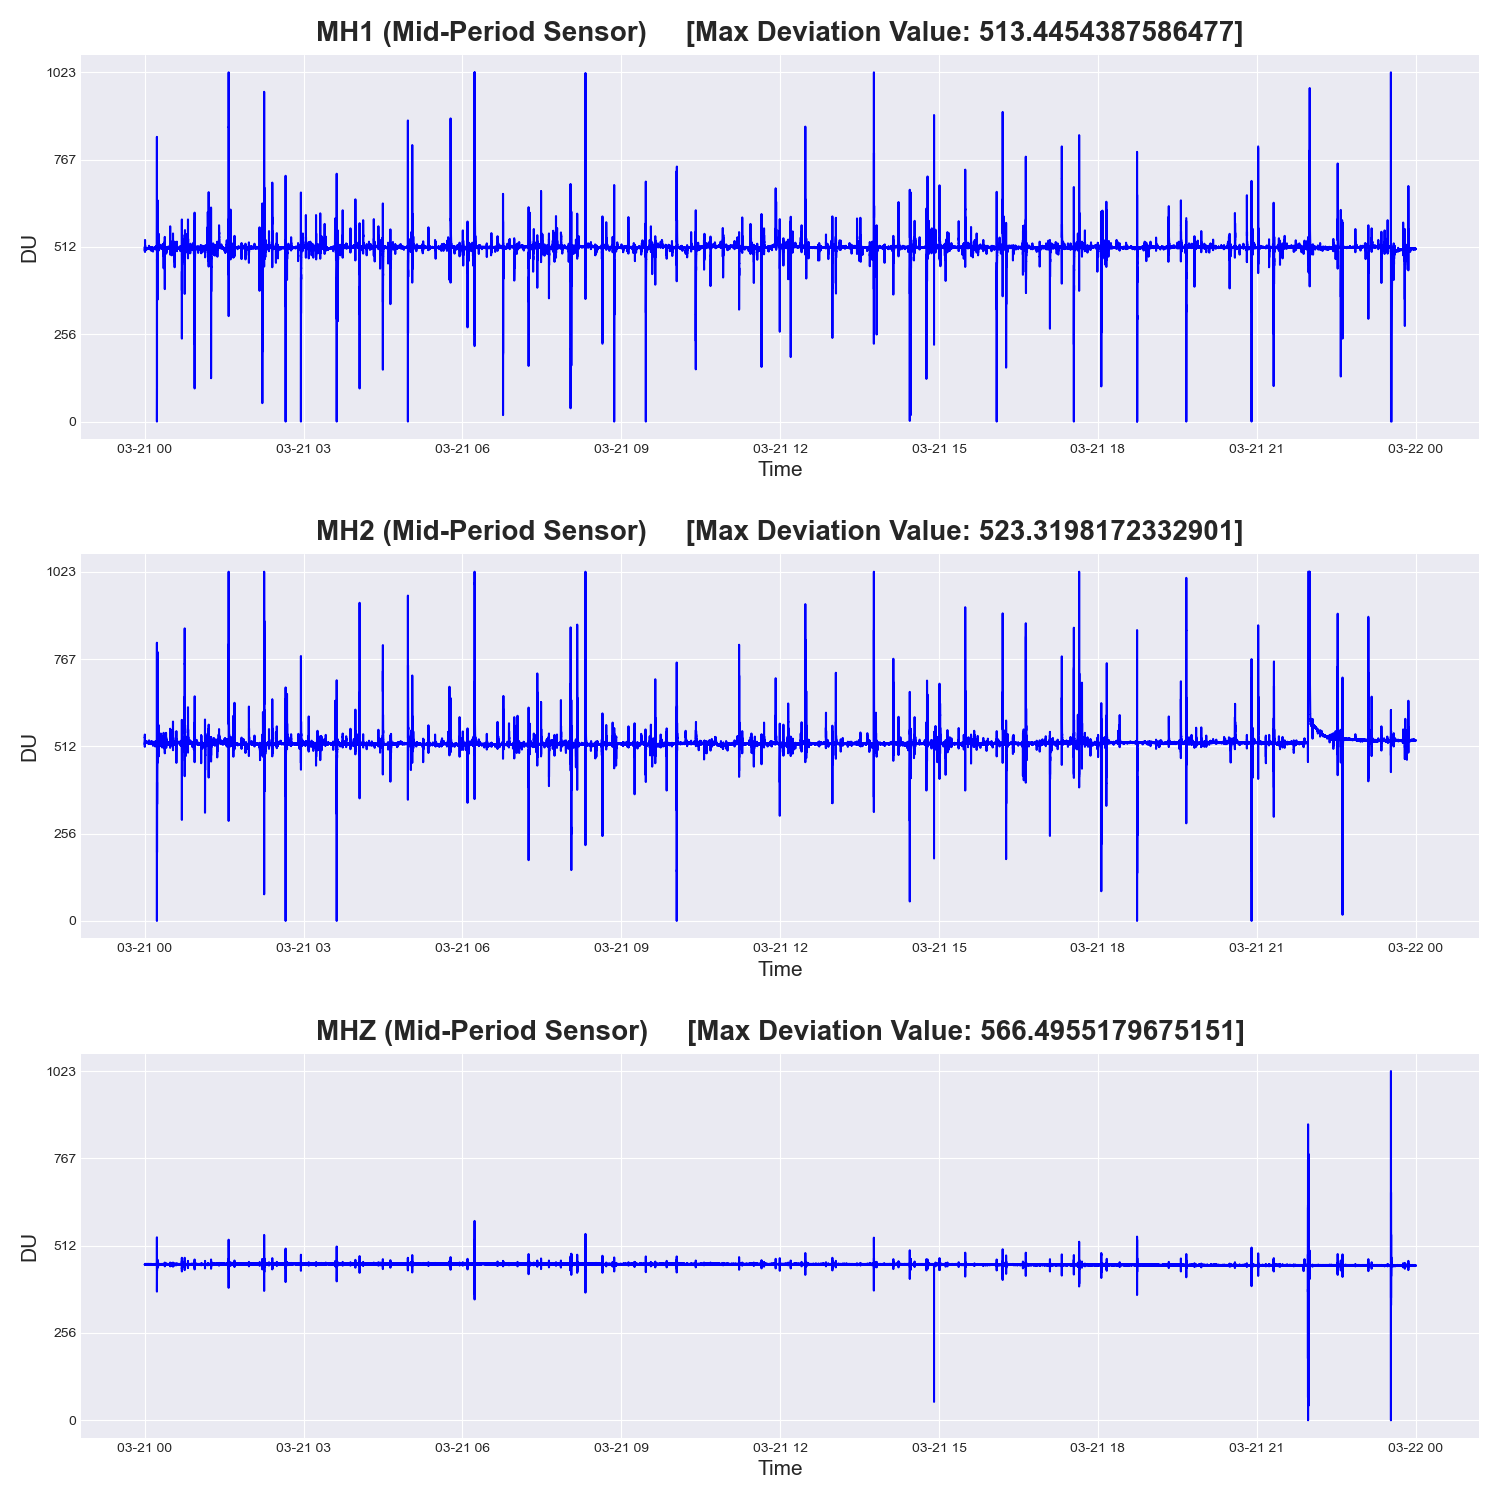 MH1 (Mid-Period Sensor) [Max Deviation Value: 513.4454387586477]
1023
767
512
256
0
DU
03-21 00 03-21 03 03-21 06 03-21 09 03-21 12 03-21 15 03-21 18 03-21 21 03-22 00
Time
MH2 (Mid-Period Sensor) [Max Deviation Value: 523.3198172332901]
1023
767
512
256
0
DU
03-21 00 03-21 03 03-21 06 03-21 09 03-21 12 03-21 15 03-21 18 03-21 21 03-22 00
Time
MHZ (Mid-Period Sensor) [Max Deviation Value: 566.4955179675151]
1023
767
512
256
0
DU
03-21 00 03-21 03 03-21 06 03-21 09 03-21 12 03-21 15 03-21 18 03-21 21 03-22 00
Time